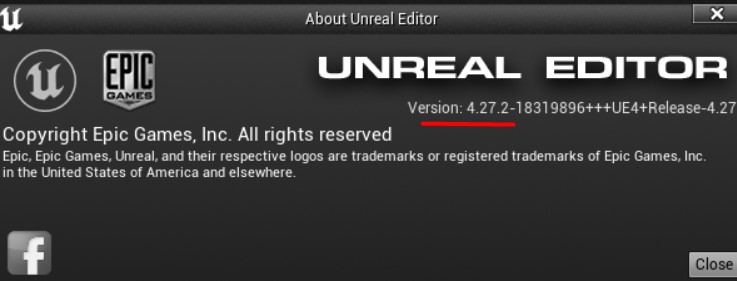 About Unreal Editor
EPIC
GAMES
UNREAL EDITOR
Version: 4.27.2-18319896+++UE4+Release-4.27
Copyright Epic Games, Inc. All rights reserved
Epic, Epic Games, Unreal, and their respective logos are trademarks or registered trademarks of Epic Games, Inc.
in the United States of America and elsewhere.
Close